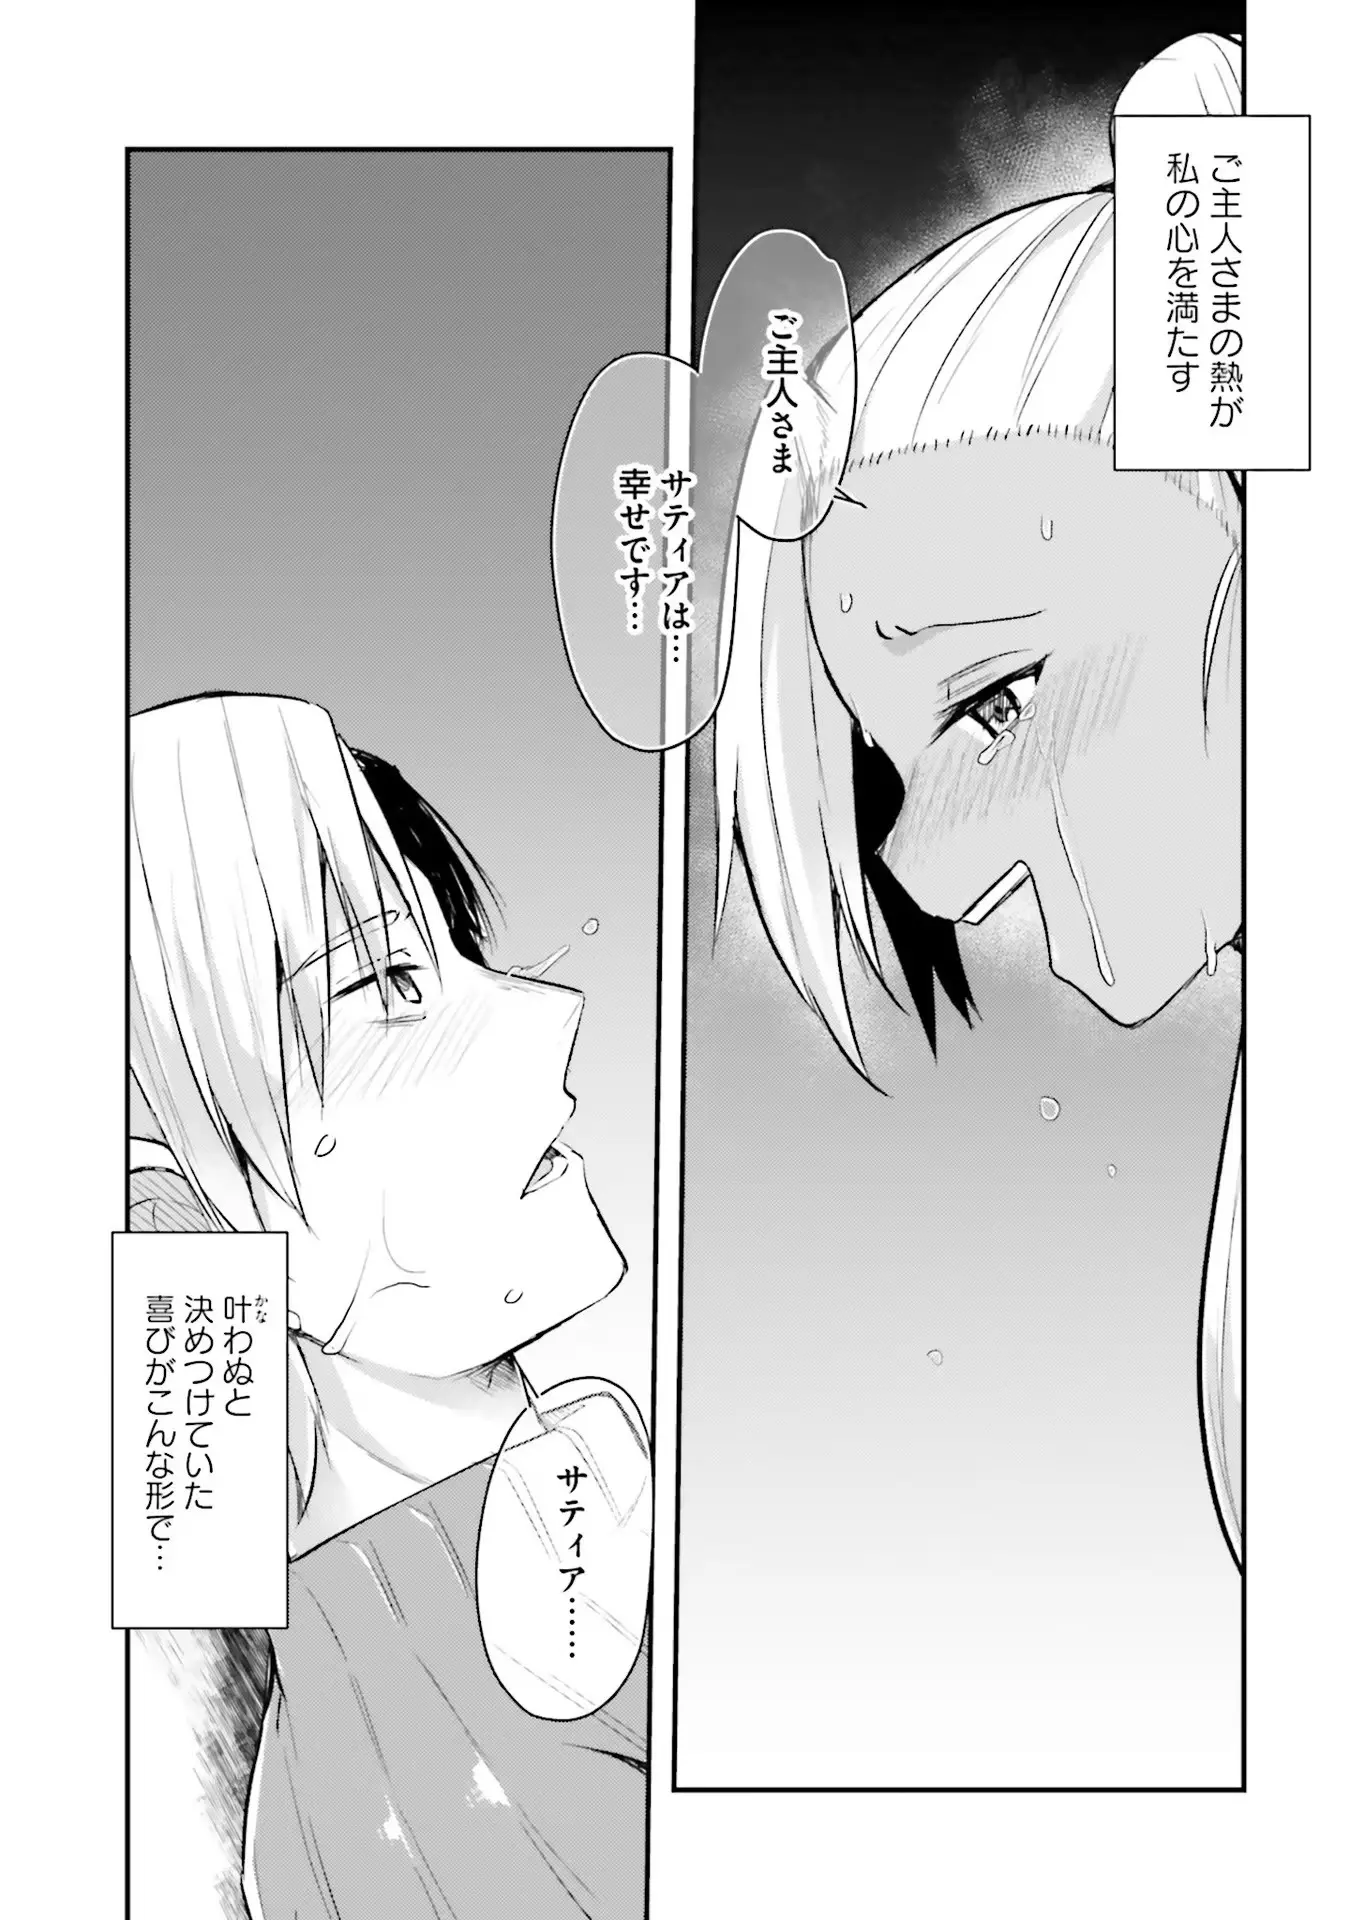 ご主人さまの熱が
私の心を満たす
ご主人さま
サティアは…
幸せです…
叶わぬと
かな
決めつけていた
喜びがこんな形で…
サティア……